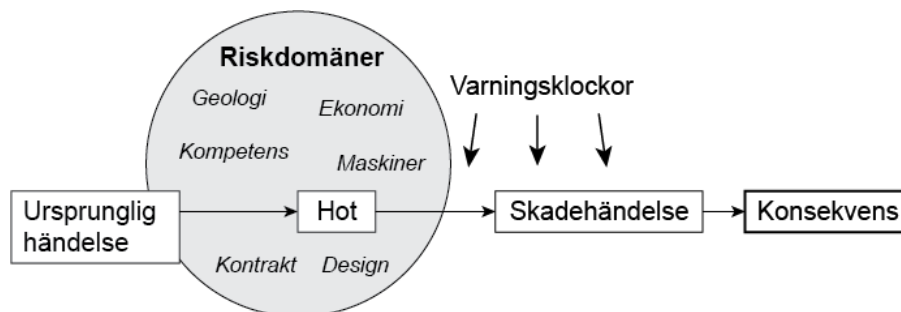 Riskdomäner
Geologi
Ekonomi
Varningsklockor
Kompetens
Maskiner
Ursprunglig
händelse
Hot
Skadehändelse
Konsekvens
Kontrakt
Design